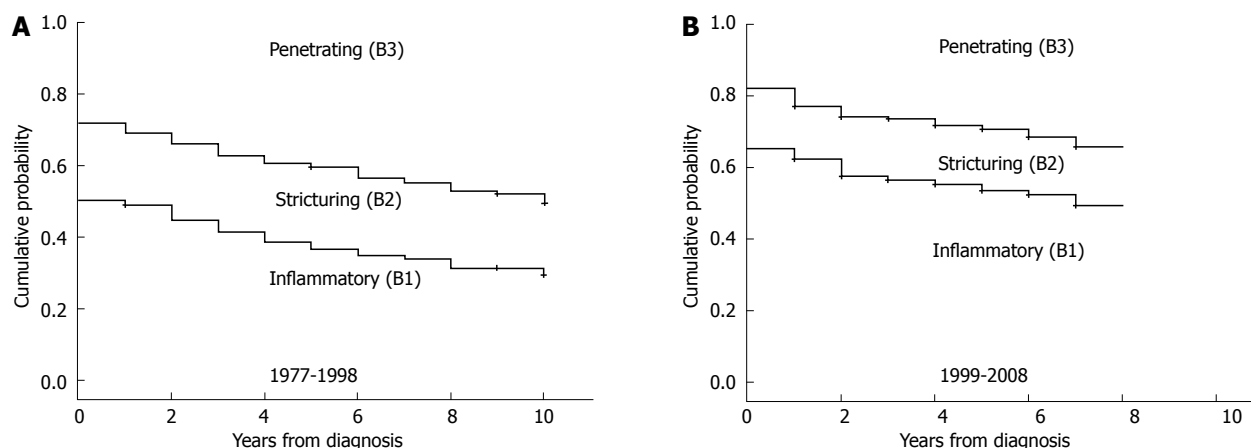 A
Cumulative probability
1.0
0.8
0.6
0.4
0.2
0.0
Penetrating (B3)
Stricturing (B2)
Inflammatory (B1)
1977-1998
0 2 4 6 8 10
Years from diagnosis
B
Cumulative probability
1.0
0.8
0.6
0.4
0.2
0.0
Penetrating (B3)
Stricturing (B2)
Inflammatory (B1)
1999-2008
0 2 4 6 8 10
Years from diagnosis